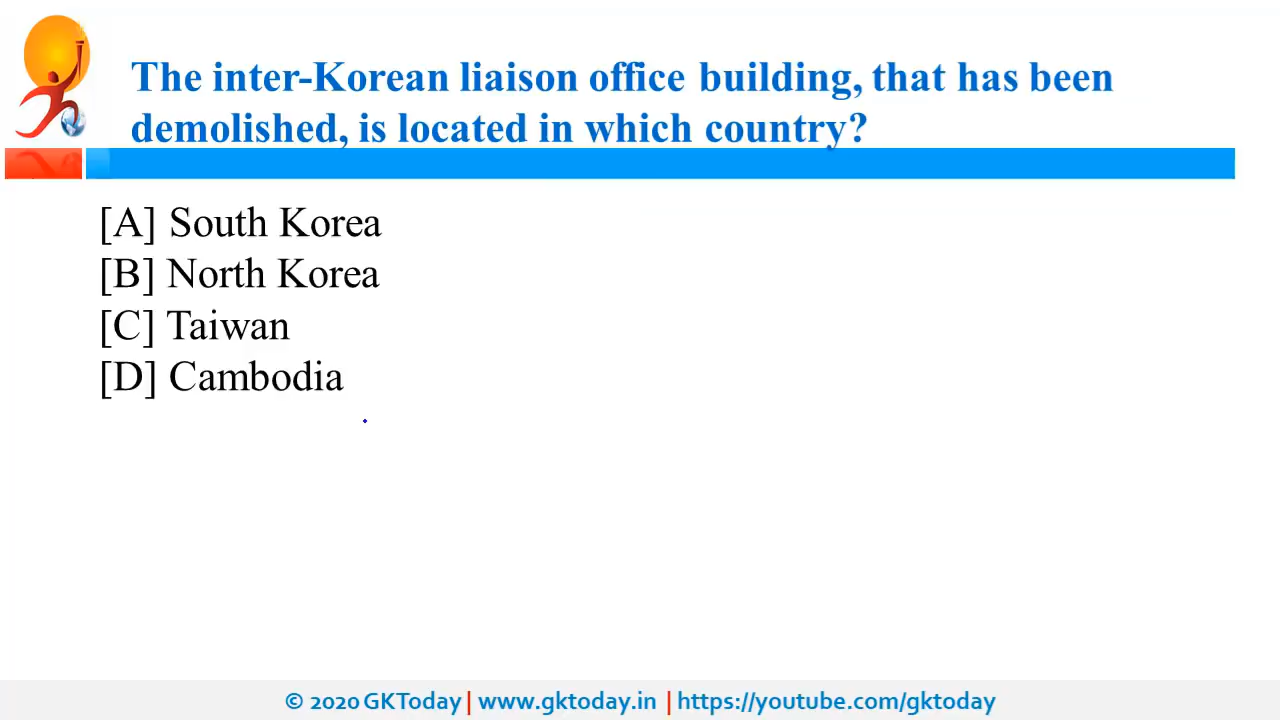 The inter-Korean liaison office building, that has been
demolished, is located in which country?
[A] South Korea
[B] North Korea
[C] Taiwan
[D] Cambodia
© 2020 GKToday | www.gktoday.in | https://youtube.com/gktoday